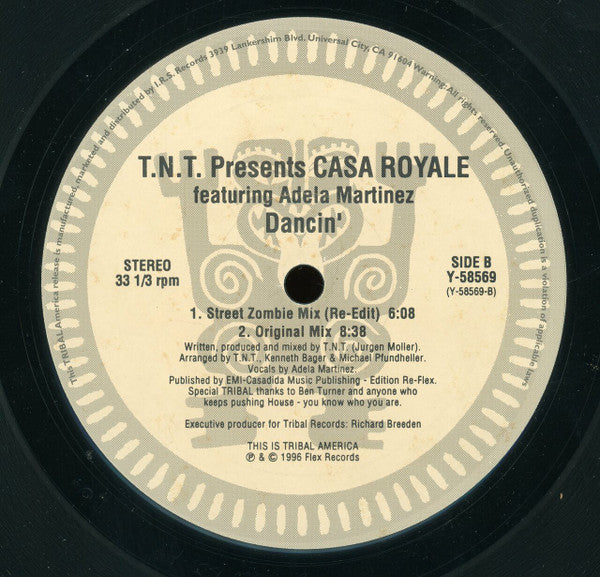 This TRIBAL America release is manufactured, marketed and distributed by I.R.S. Records 3939 Lankershim Blvd. Universal City, CA 91604 Warning: All rights reserved. Unauthorized duplication is a violation of applicable laws
T.N.T. Presents CASA ROYALE
featuring Adela Martinez
Dancin'
STEREO
33 1/3 rpm
SIDE B
Y-58569
(Y-58569-B)
1. Street Zombie Mix (Re-Edit) 6:08
2. Original Mix 8:38
Written, produced and mixed by T.N.T. (Jurgen Moller).
Arranged by T.N.T., Kenneth Bager & Michael Pfundheller.
Vocals by Adela Martinez.
Published by EMI-Casadida Music Publishing - Edition Re-Flex.
Special TRIBAL thanks to Ben Turner and anyone who
keeps pushing House - you know who you are.
Executive producer for Tribal Records: Richard Breeden
THIS IS TRIBAL AMERICA
℗ & © 1996 Flex Records